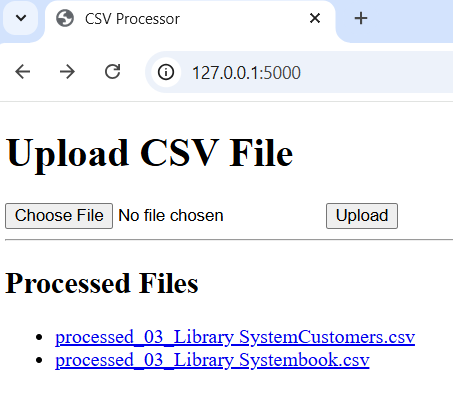 CSV Processor
127.0.0.1:5000
Upload CSV File
Choose File No file chosen Upload
Processed Files
processed_03_Library SystemCustomers.csv
processed_03_Library Systembook.csv